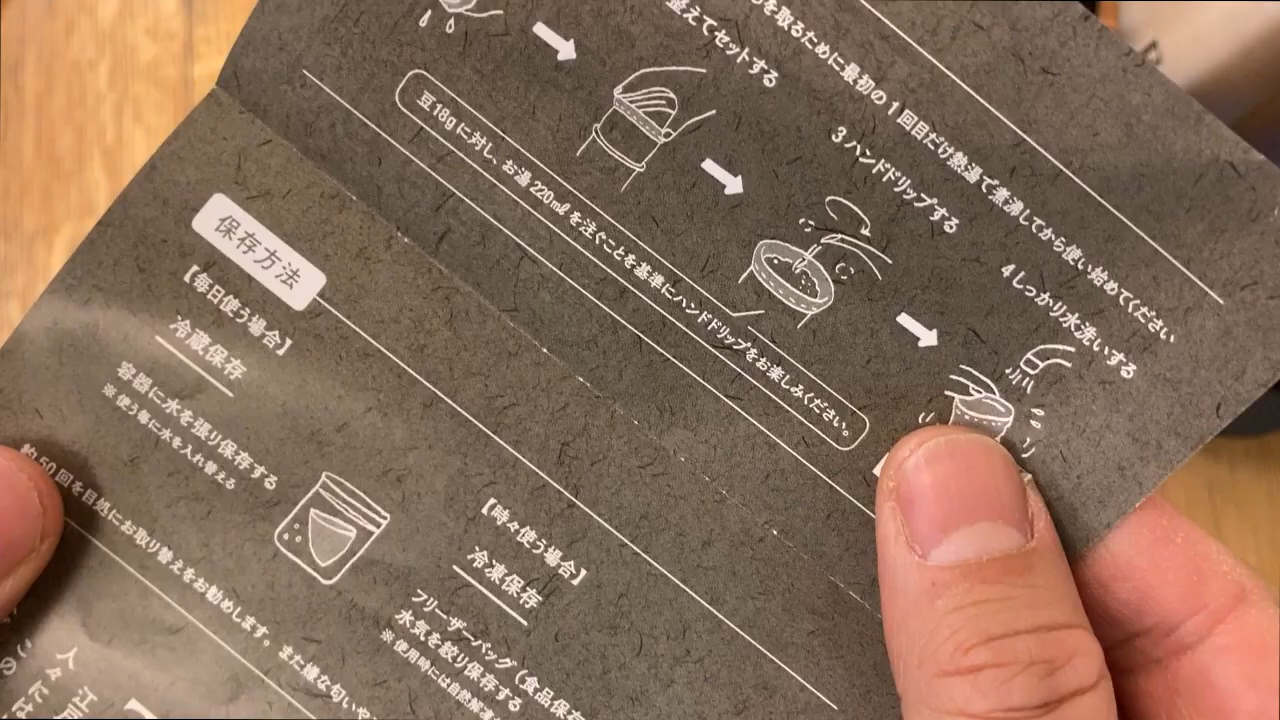 を取るために最初の1回目だけ熱湯で煮沸してから使い始めてください
整えてセットする
3 ハンドドリップする
4 しっかり水洗いする
豆18gに対し、お湯220mlを注ぐことを基準にハンドドリップをお楽しみください。
保存方法
【毎日使う場合】
冷蔵保存
容器に水を張り保存する
※使う毎に水を入れ替える
【時々使う場合】
冷凍保存
フリーザーバッグ(食品保存
水気を絞り保存する
※使用時には自然解凍
約50回を目処にお取り替えをお勧めします。また嫌な匂いや
江戸
人々には
この